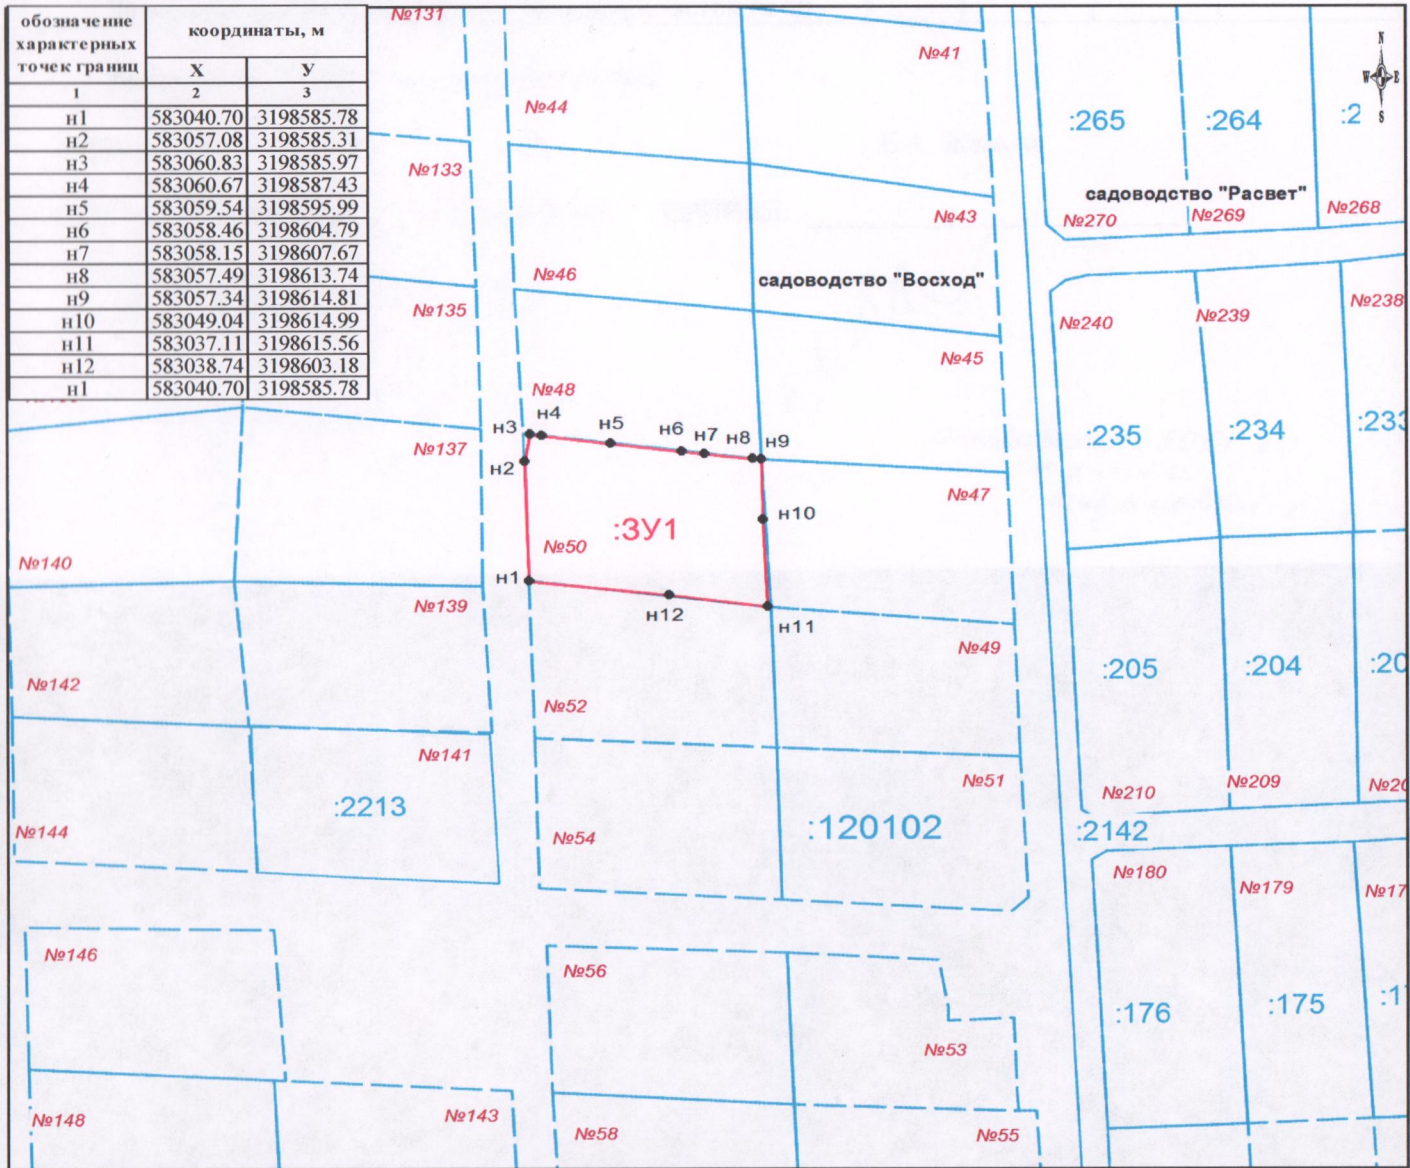 обозначение характерных точек границ
координаты, м
X У
1 2 3
н1 583040.70 3198585.78
н2 583057.08 3198585.31
н3 583060.83 3198585.97
н4 583060.67 3198587.43
н5 583059.54 3198595.99
н6 583058.46 3198604.79
н7 583058.15 3198607.67
н8 583057.49 3198613.74
н9 583057.34 3198614.81
н10 583049.04 3198614.99
н11 583037.11 3198615.56
н12 583038.74 3198603.18
н1 583040.70 3198585.78
№131
№41
N
W E
S
№44
:265
:264
:2
№133
садоводство "Расвет"
№43
№270
№269
№268
№46
садоводство "Восход"
№135
№240
№239
№238
№45
№48
н3
н4
н5
н6
н7
н8
н9
№137
н2
:235
:234
:233
№47
н10
:ЗУ1
№50
№140
н1
№139
н12
н11
№49
:205
:204
:20
№142
№52
№141
№51
№210
№209
№20
:2213
№144
№54
:120102
:2142
№180
№179
№17
№146
№56
:176
:175
:1
№53
№148
№143
№58
№55